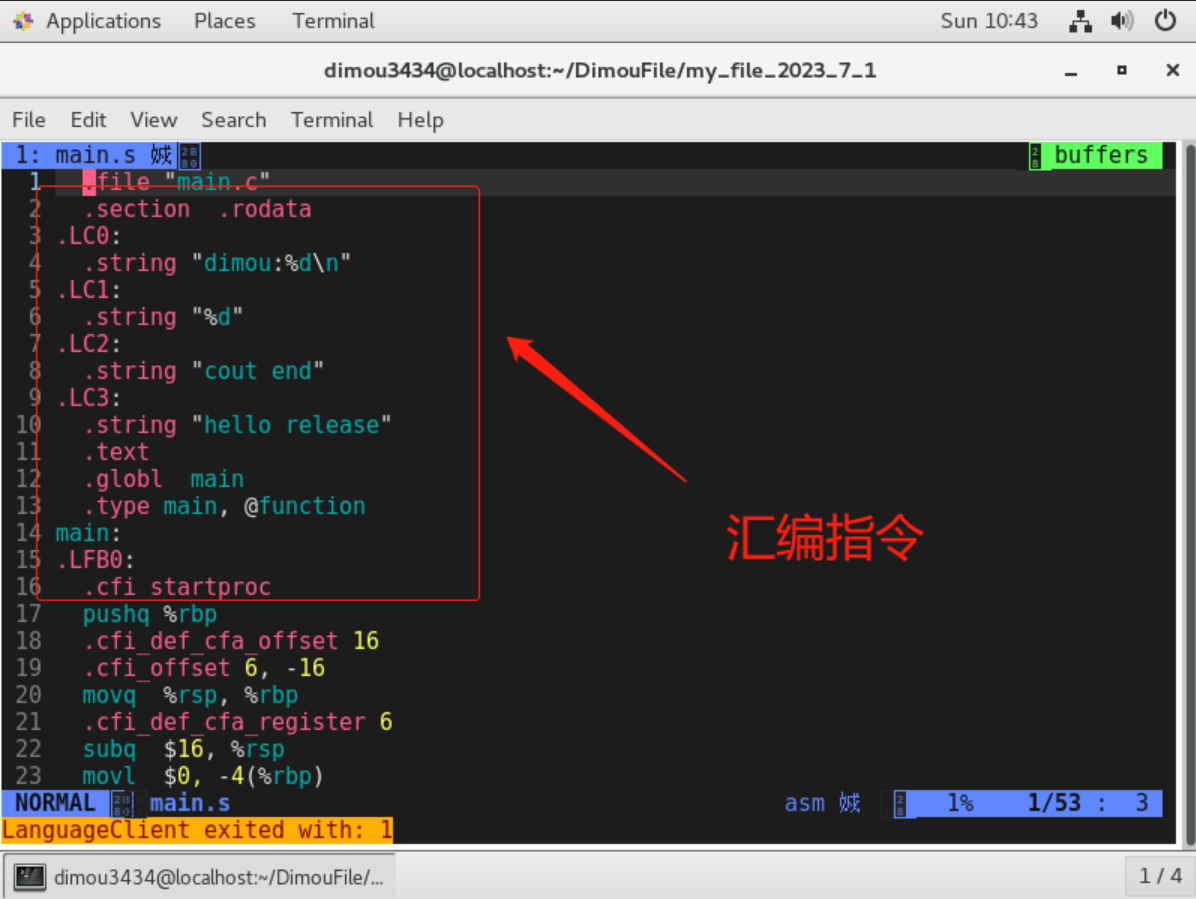 Applications Places Terminal Sun 10:43
dimou3434@localhost:~/DimouFile/my_file_2023_7_1
File Edit View Search Terminal Help
1: main.s buffers
1 .file "main.c"
2 .section .rodata
3 .LC0:
4 .string "dimou:%d\n"
5 .LC1:
6 .string "%d"
7 .LC2:
8 .string "cout end"
9 .LC3:
10 .string "hello release"
11 .text
12 .globl main
13 .type main, @function
14 main:
15 .LFB0:
16 .cfi_startproc
17 pushq %rbp
18 .cfi_def_cfa_offset 16
19 .cfi_offset 6, -16
20 movq %rsp, %rbp
21 .cfi_def_cfa_register 6
22 subq $16, %rsp
23 movl $0, -4(%rbp)
汇编指令
NORMAL main.s asm 1% 1/53 : 3
LanguageClient exited with: 1
dimou3434@localhost:~/DimouFile/... 1 / 4